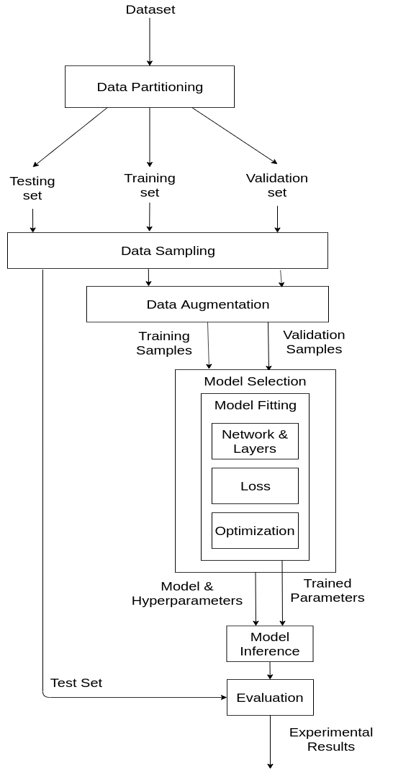 Dataset
Data Partitioning
Testing
set
Training
set
Validation
set
Data Sampling
Data Augmentation
Training
Samples
Validation
Samples
Model Selection
Model Fitting
Network &
Layers
Loss
Optimization
Model &
Hyperparameters
Trained
Parameters
Model
Inference
Test Set
Evaluation
Experimental
Results